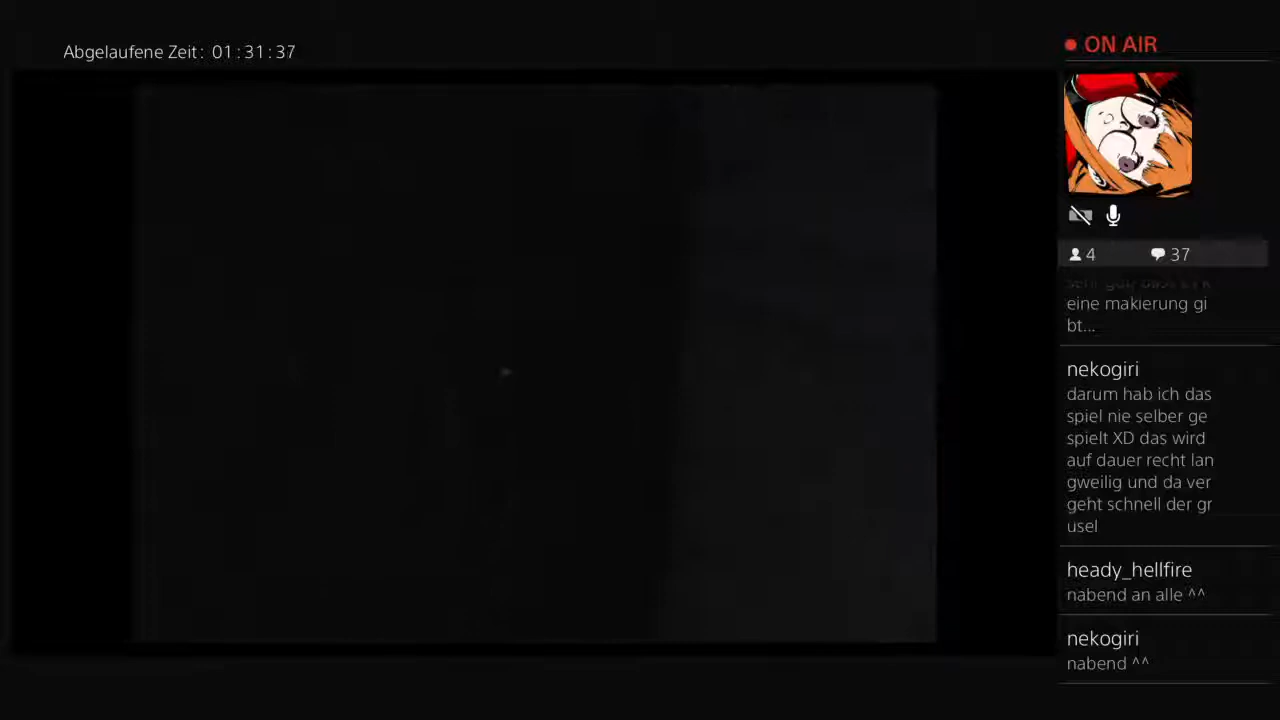 Abgelaufene Zeit: 01:31:37
ON AIR
4
37
eine makierung gi
bt...
nekogiri
darum hab ich das
spiel nie selber ge
spielt XD das wird
auf dauer recht lan
gweilig und da ver
geht schnell der gr
usel
heady_hellfire
nabend an alle ^^
nekogiri
nabend ^^